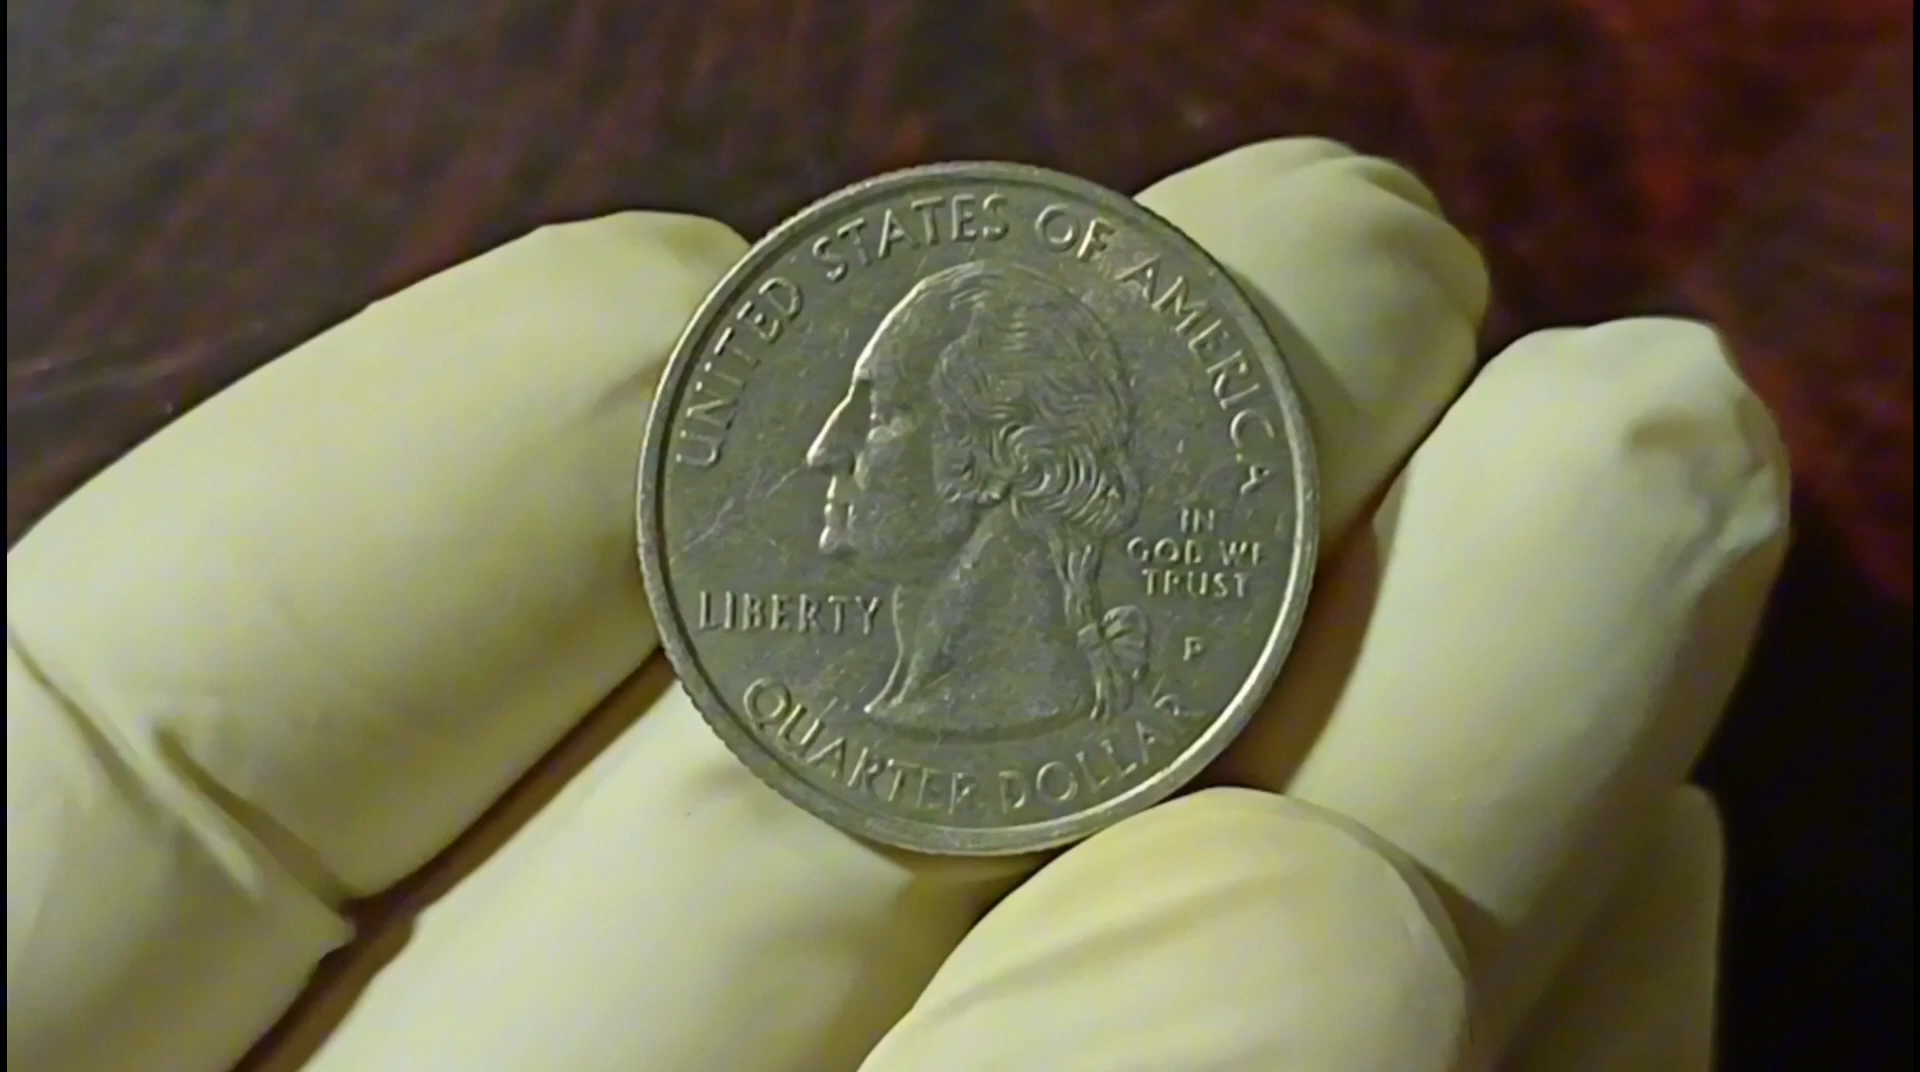 UNITED STATES OF AMERICA
LIBERTY
IN
GOD WE
TRUST
P
QUARTER DOLLAR